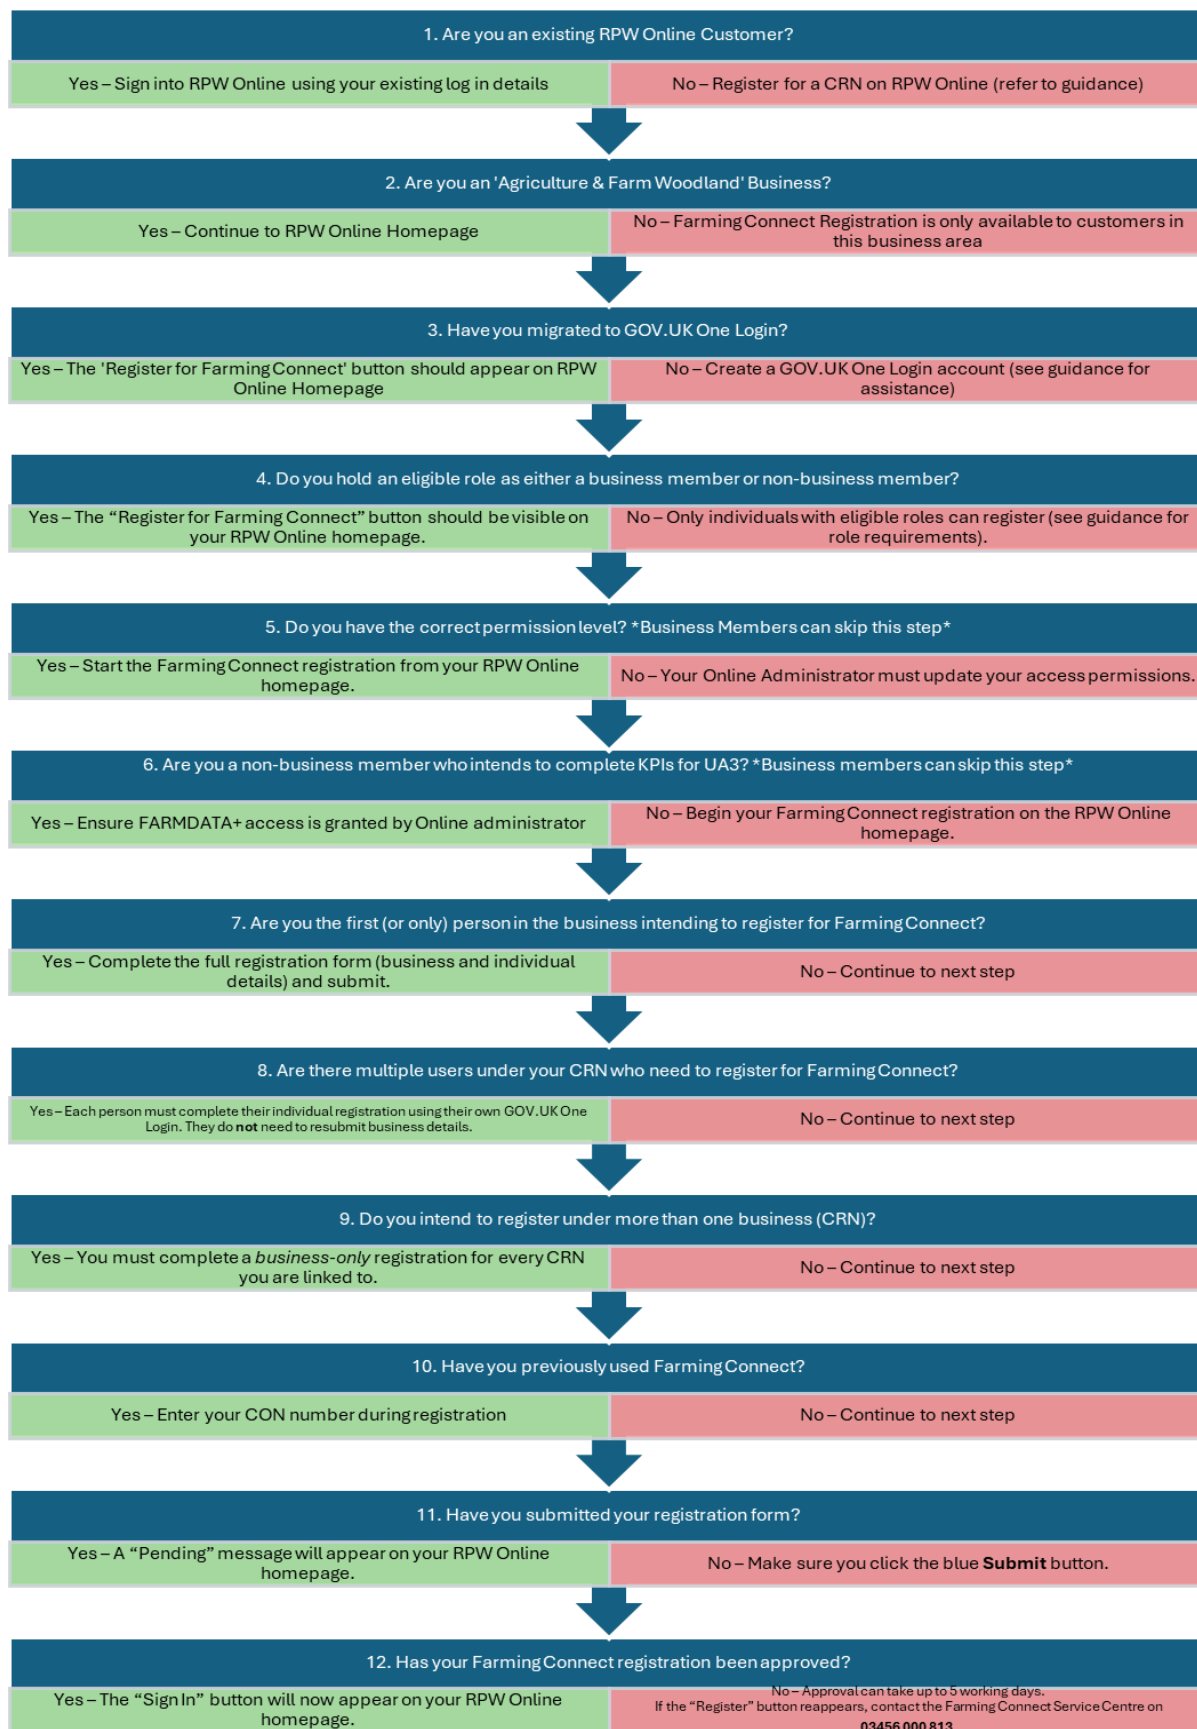 1. Are you an existing RPW Online Customer?
Yes – Sign into RPW Online using your existing log in details
No – Register for a CRN on RPW Online (refer to guidance)
2. Are you an 'Agriculture & Farm Woodland' Business?
Yes – Continue to RPW Online Homepage
No – Farming Connect Registration is only available to customers in
this business area
3. Have you migrated to GOV.UK One Login?
Yes – The 'Register for Farming Connect' button should appear on RPW
Online Homepage
No – Create a GOV.UK One Login account (see guidance for
assistance)
4. Do you hold an eligible role as either a business member or non-business member?
Yes – The “Register for Farming Connect” button should be visible on
your RPW Online homepage.
No – Only individuals with eligible roles can register (see guidance for
role requirements).
5. Do you have the correct permission level? *Business Members can skip this step*
Yes – Start the Farming Connect registration from your RPW Online
homepage.
No – Your Online Administrator must update your access permissions.
6. Are you a non-business member who intends to complete KPIs for UA3? *Business members can skip this step*
Yes – Ensure FARMDATA+ access is granted by Online administrator
No – Begin your Farming Connect registration on the RPW Online
homepage.
7. Are you the first (or only) person in the business intending to register for Farming Connect?
Yes – Complete the full registration form (business and individual
details) and submit.
No – Continue to next step
8. Are there multiple users under your CRN who need to register for Farming Connect?
Yes – Each person must complete their individual registration using their own GOV.UK One
Login. They do not need to resubmit business details.
No – Continue to next step
9. Do you intend to register under more than one business (CRN)?
Yes – You must complete a business-only registration for every CRN
you are linked to.
No – Continue to next step
10. Have you previously used Farming Connect?
Yes – Enter your CON number during registration
No – Continue to next step
11. Have you submitted your registration form?
Yes – A “Pending” message will appear on your RPW Online
homepage.
No – Make sure you click the blue Submit button.
12. Has your Farming Connect registration been approved?
Yes – The “Sign In” button will now appear on your RPW Online
homepage.
No – Approval can take up to 5 working days.
If the “Register” button reappears, contact the Farming Connect Service Centre on
03456 000 813